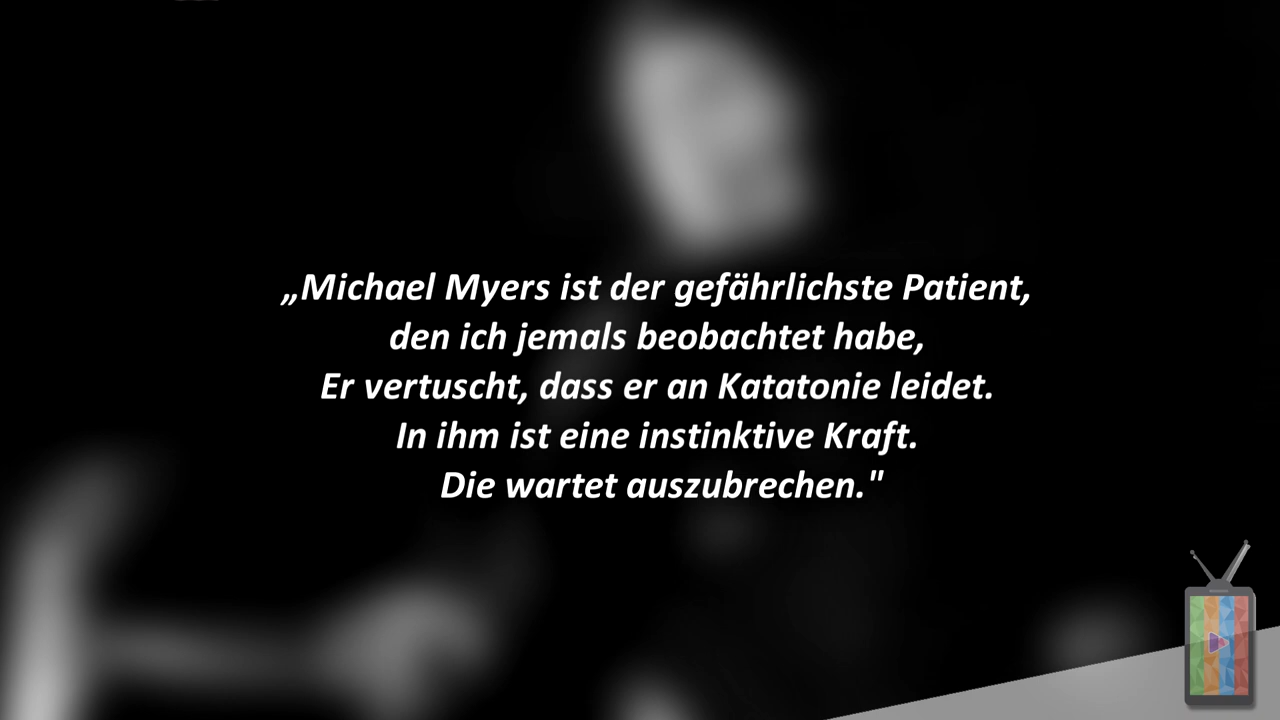 „Michael Myers ist der gefährlichste Patient,
den ich jemals beobachtet habe,
Er vertuscht, dass er an Katatonie leidet.
In ihm ist eine instinktive Kraft.
Die wartet auszubrechen."